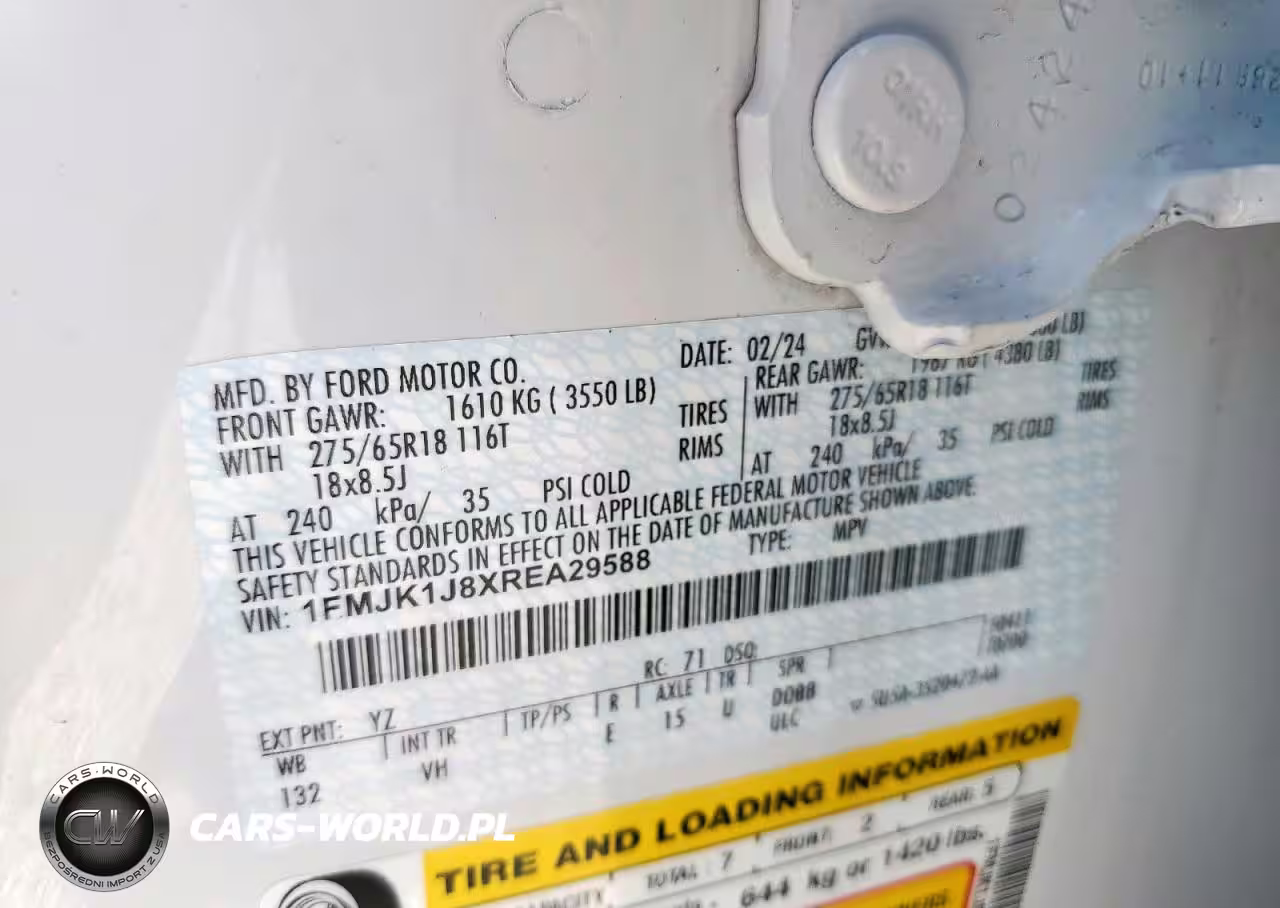 MFD. BY FORD MOTOR CO.
DATE: 02/24
FRONT GAWR: 1610 KG ( 3550 LB)
REAR GAWR: ( 4380 LB)
WITH 275/65R18 116T TIRES
WITH 275/65R18 116T TIRES
18x8.5J RIMS
18x8.5J RIMS
AT 240 kPa/ 35 PSI COLD
AT 240 kPa/ 35 PSI COLD
THIS VEHICLE CONFORMS TO ALL APPLICABLE FEDERAL MOTOR VEHICLE
SAFETY STANDARDS IN EFFECT ON THE DATE OF MANUFACTURE SHOWN ABOVE.
VIN: 1FMJK1J8XREA29588
TYPE: MPV
EXT PNT: YZ
RC: 71 DSO:
WB INT TR TP/PS R AXLE TR SPR
132 VH E 15 U DDBB
ULC
TIRE AND LOADING INFORMATION
TOTAL : 7 FRONT: 2 REAR: 5
644 kg or 1420 lbs.
CARS-WORLD
CW
BEZPOŚREDNI IMPORT Z USA
CARS-WORLD.PL